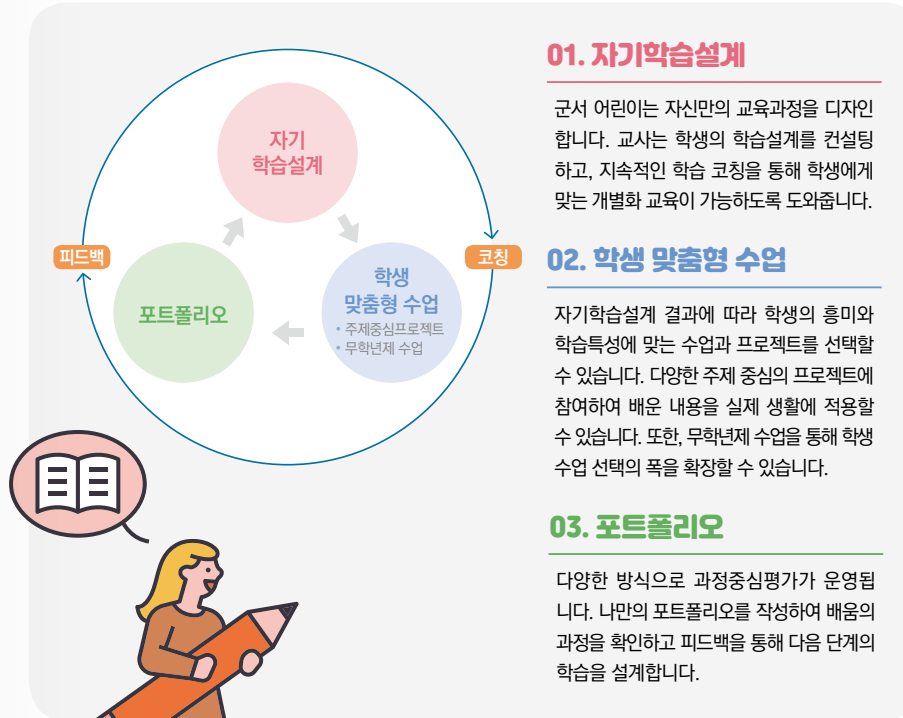 자기
학습설계
피드백
코칭
포트폴리오
학생
맞춤형 수업
• 주제중심프로젝트
• 무학년제 수업
01. 자기학습설계
군서 어린이는 자신만의 교육과정을 디자인
합니다. 교사는 학생의 학습설계를 컨설팅
하고, 지속적인 학습 코칭을 통해 학생에게
맞는 개별화 교육이 가능하도록 도와줍니다.
02. 학생 맞춤형 수업
자기학습설계 결과에 따라 학생의 흥미와
학습특성에 맞는 수업과 프로젝트를 선택할
수 있습니다. 다양한 주제 중심의 프로젝트에
참여하여 배운 내용을 실제 생활에 적용할
수 있습니다. 또한, 무학년제 수업을 통해 학생
수업 선택의 폭을 확장할 수 있습니다.
03. 포트폴리오
다양한 방식으로 과정중심평가가 운영됩
니다. 나만의 포트폴리오를 작성하여 배움의
과정을 확인하고 피드백을 통해 다음 단계의
학습을 설계합니다.